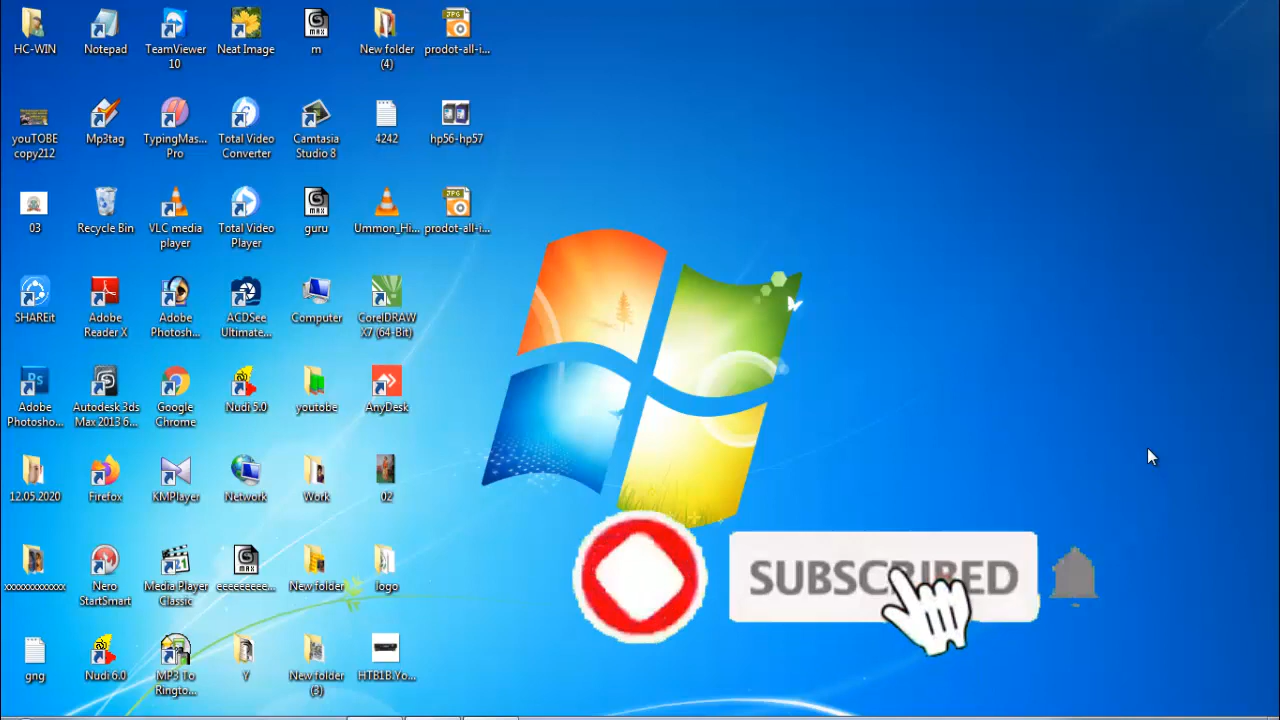 HC-WIN
Notepad
TeamViewer
10
Neat Image
m
New folder
(4)
prodot-all-i...
youTOBE
copy212
Mp3tag
TypingMas...
Pro
Total Video
Converter
Camtasia
Studio 8
4242
hp56-hp57
03
Recycle Bin
VLC media
player
Total Video
Player
guru
Ummon_Hi...
prodot-all-i...
SHAREit
Adobe
Reader X
Adobe
Photosh...
ACDSee
Ultimate...
Computer
CorelDRAW
X7 (64-Bit)
Adobe
Photosho...
Autodesk 3ds
Max 2013 6...
Google
Chrome
Nudi 5.0
youtobe
AnyDesk
12.05.2020
Firefox
KMPlayer
Network
Work
02
xxxxxxxxxxxx
Nero
StartSmart
Media Player
Classic
eeeeeeeee...
New folder
logo
SUBSCRIBED
gng
Nudi 6.0
MP3 To
Ringto...
Y
New folder
(3)
HTB1B.Yo...